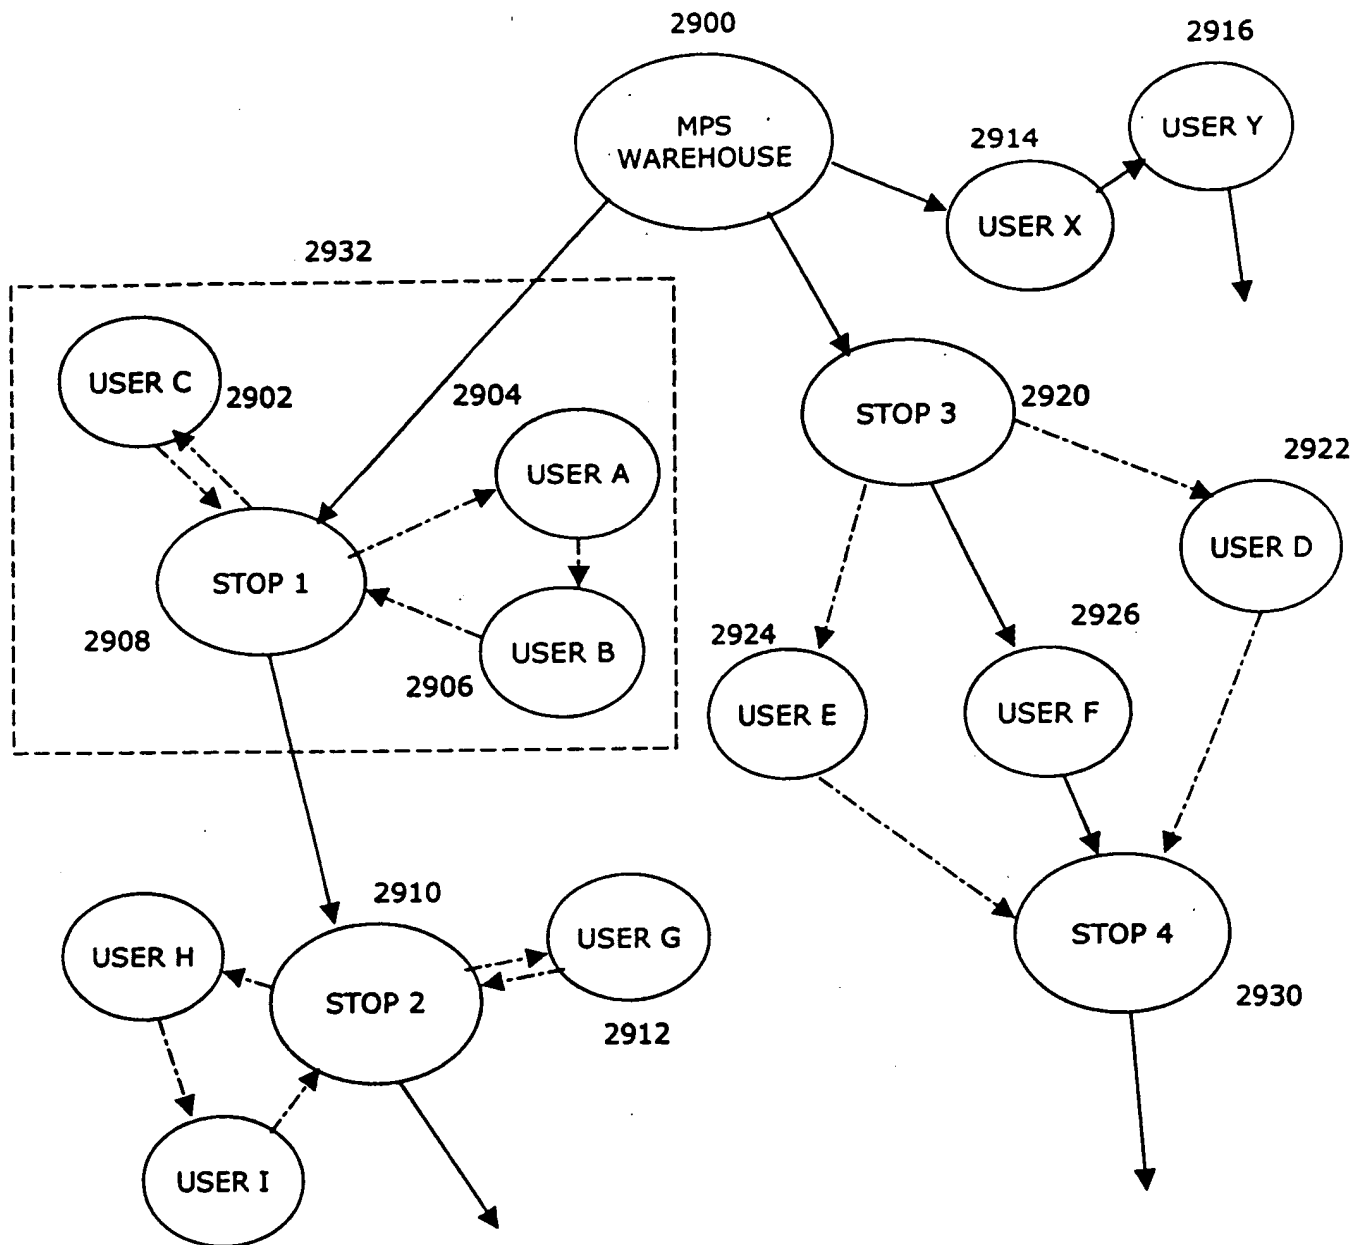 2900
2916
MPS
WAREHOUSE
USER Y
2914
USER X
2932
USER C
2902
2904
USER A
STOP 3
2920
2922
USER D
STOP 1
2908
USER B
2906
2924
2926
USER E
USER F
2910
USER H
USER G
STOP 2
2912
STOP 4
2930
USER I